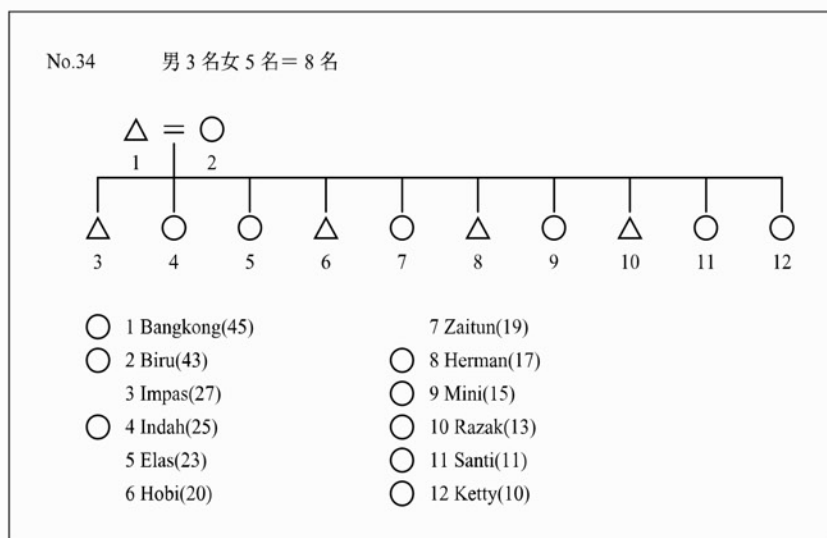 No.34 男 3 名女 5 名＝ 8 名
1 2
3 4 5 6 7 8 9 10 11 12
1 Bangkong(45)
2 Biru(43)
3 Impas(27)
4 Indah(25)
5 Elas(23)
6 Hobi(20)
7 Zaitun(19)
8 Herman(17)
9 Mini(15)
10 Razak(13)
11 Santi(11)
12 Ketty(10)